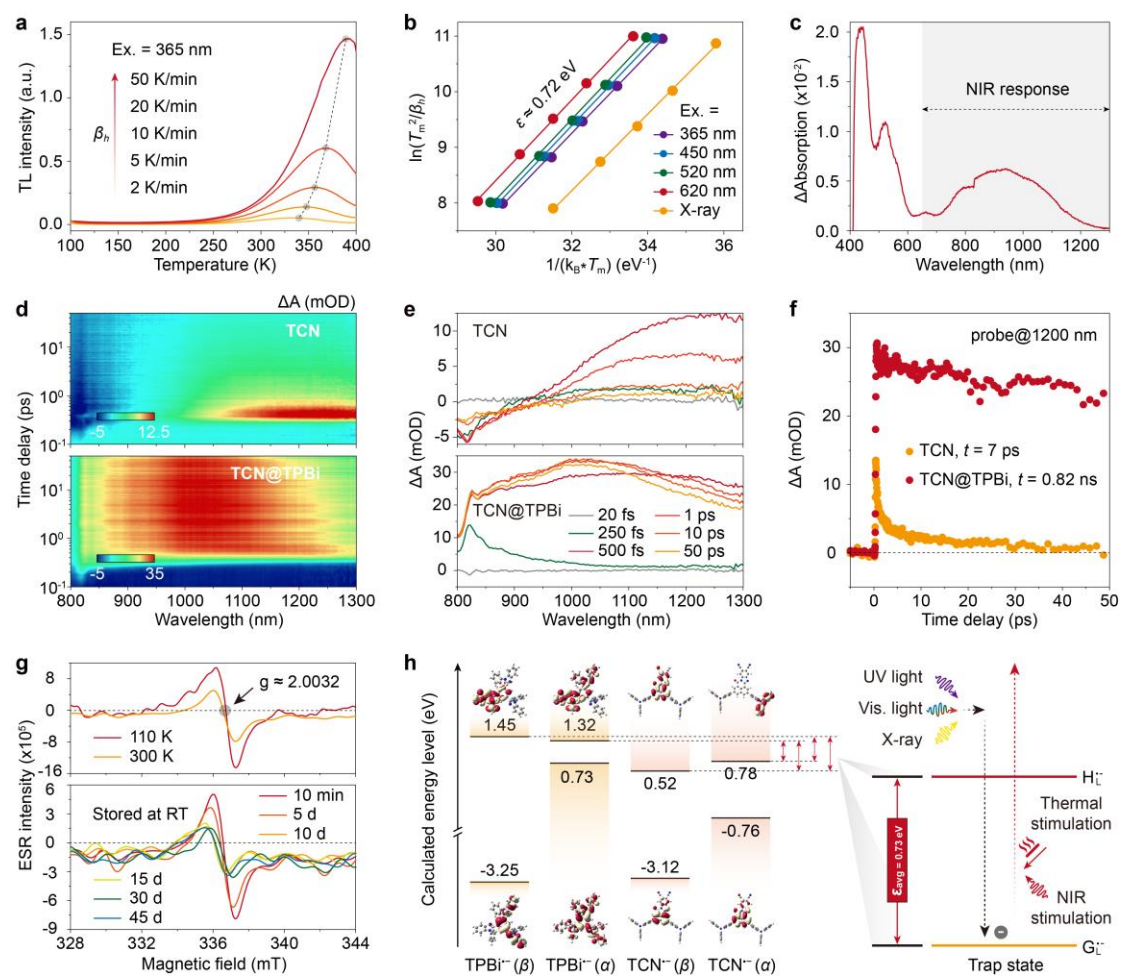 a
TL intensity (a.u.)
1.5
1.0
0.5
0.0
Ex. = 365 nm
50 K/min
20 K/min
10 K/min
5 K/min
2 K/min
βh
100 150 200 250 300 350 400
Temperature (K)
b
ln(Tm²/βh)
11
10
9
8
ε ≈ 0.72 eV
Ex. =
365 nm
450 nm
520 nm
620 nm
X-ray
30 32 34 36
1/(kB*Tm) (eV⁻¹)
c
ΔAbsorption (x10⁻²)
2.0
1.5
1.0
0.5
0.0
NIR response
400 600 800 1000 1200
Wavelength (nm)
d
ΔA (mOD)
TCN
10¹
10⁰
10⁻¹
-5 12.5
Time delay (ps)
TCN@TPBi
10¹
10⁰
10⁻¹
-5 35
800 900 1000 1100 1200 1300
Wavelength (nm)
e
TCN
10
5
0
-5
ΔA (mOD)
30
20
10
0
TCN@TPBi
20 fs 1 ps
250 fs 10 ps
500 fs 50 ps
800 900 1000 1100 1200 1300
Wavelength (nm)
f
probe@1200 nm
ΔA (mOD)
30
20
10
0
TCN, t = 7 ps
TCN@TPBi, t = 0.82 ns
0 10 20 30 40 50
Time delay (ps)
g
ESR intensity (x10⁵)
8
0
-8
-16
g ≈ 2.0032
110 K
300 K
3
0
-3
-6
-9
Stored at RT
10 min
5 d
10 d
15 d
30 d
45 d
328 332 336 340 344
Magnetic field (mT)
h
Calculated energy level (eV)
1.45
1.32
0.73
0.52
0.78
-0.76
-3.25
-3.12
TPBi•− (β) TPBi•− (α) TCN•− (β) TCN•− (α)
UV light
Vis. light
X-ray
HL•−
εavg = 0.73 eV
Thermal
stimulation
NIR
stimulation
GL•−
Trap state